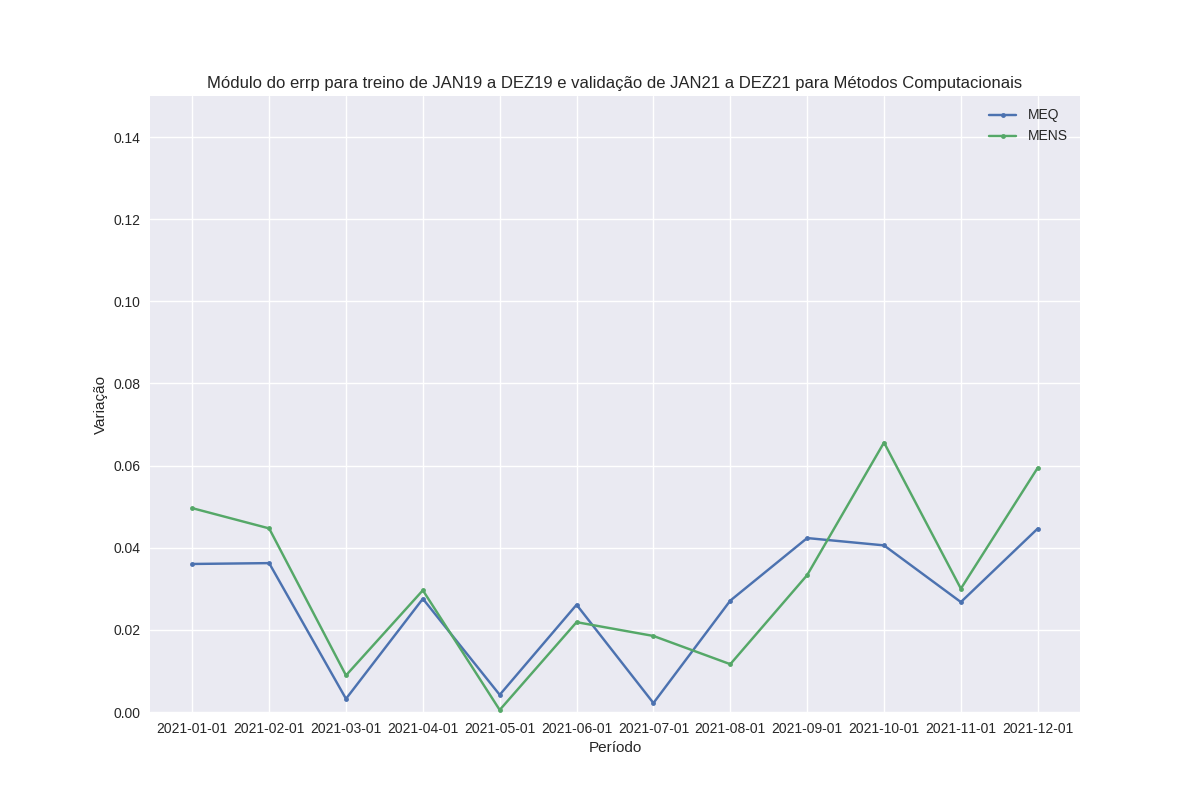 Módulo do errp para treino de JAN19 a DEZ19 e validação de JAN21 a DEZ21 para Métodos Computacionais
MEQ
MENS
0.14
0.12
0.10
0.08
0.06
0.04
0.02
0.00
Variação
2021-01-01 2021-02-01 2021-03-01 2021-04-01 2021-05-01 2021-06-01 2021-07-01 2021-08-01 2021-09-01 2021-10-01 2021-11-01 2021-12-01
Período